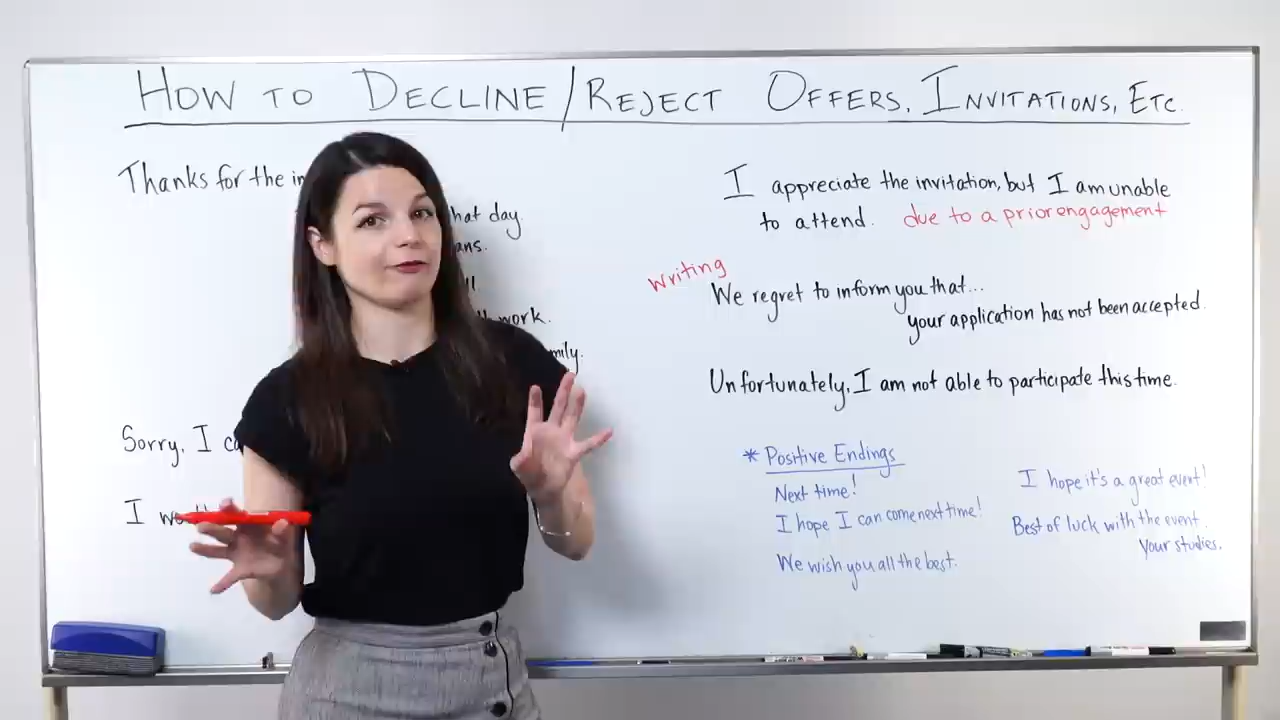 HOW TO DECLINE/REJECT OFFERS, INVITATIONS, ETC.
Thanks for the
hat day.
ans.
work.
mily.
Sorry, I
I
I appreciate the invitation, but I am unable
to attend. due to a prior engagement
writing
We regret to inform you that...
your application has not been accepted.
Unfortunately, I am not able to participate this time.
* Positive Endings
Next time!
I hope I can come next time!
We wish you all the best.
I hope it's a great event!
Best of luck with the event.
your studies.